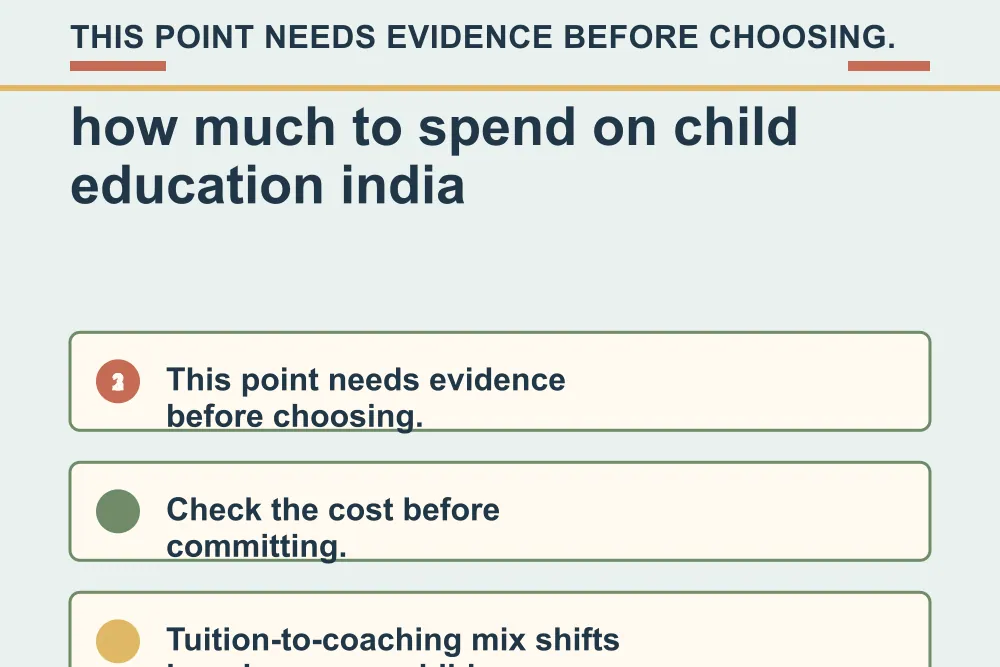 THIS POINT NEEDS EVIDENCE BEFORE CHOOSING.
how much to spend on child
education india
This point needs evidence
before choosing.
Check the cost before
committing.
Tuition-to-coaching mix shifts